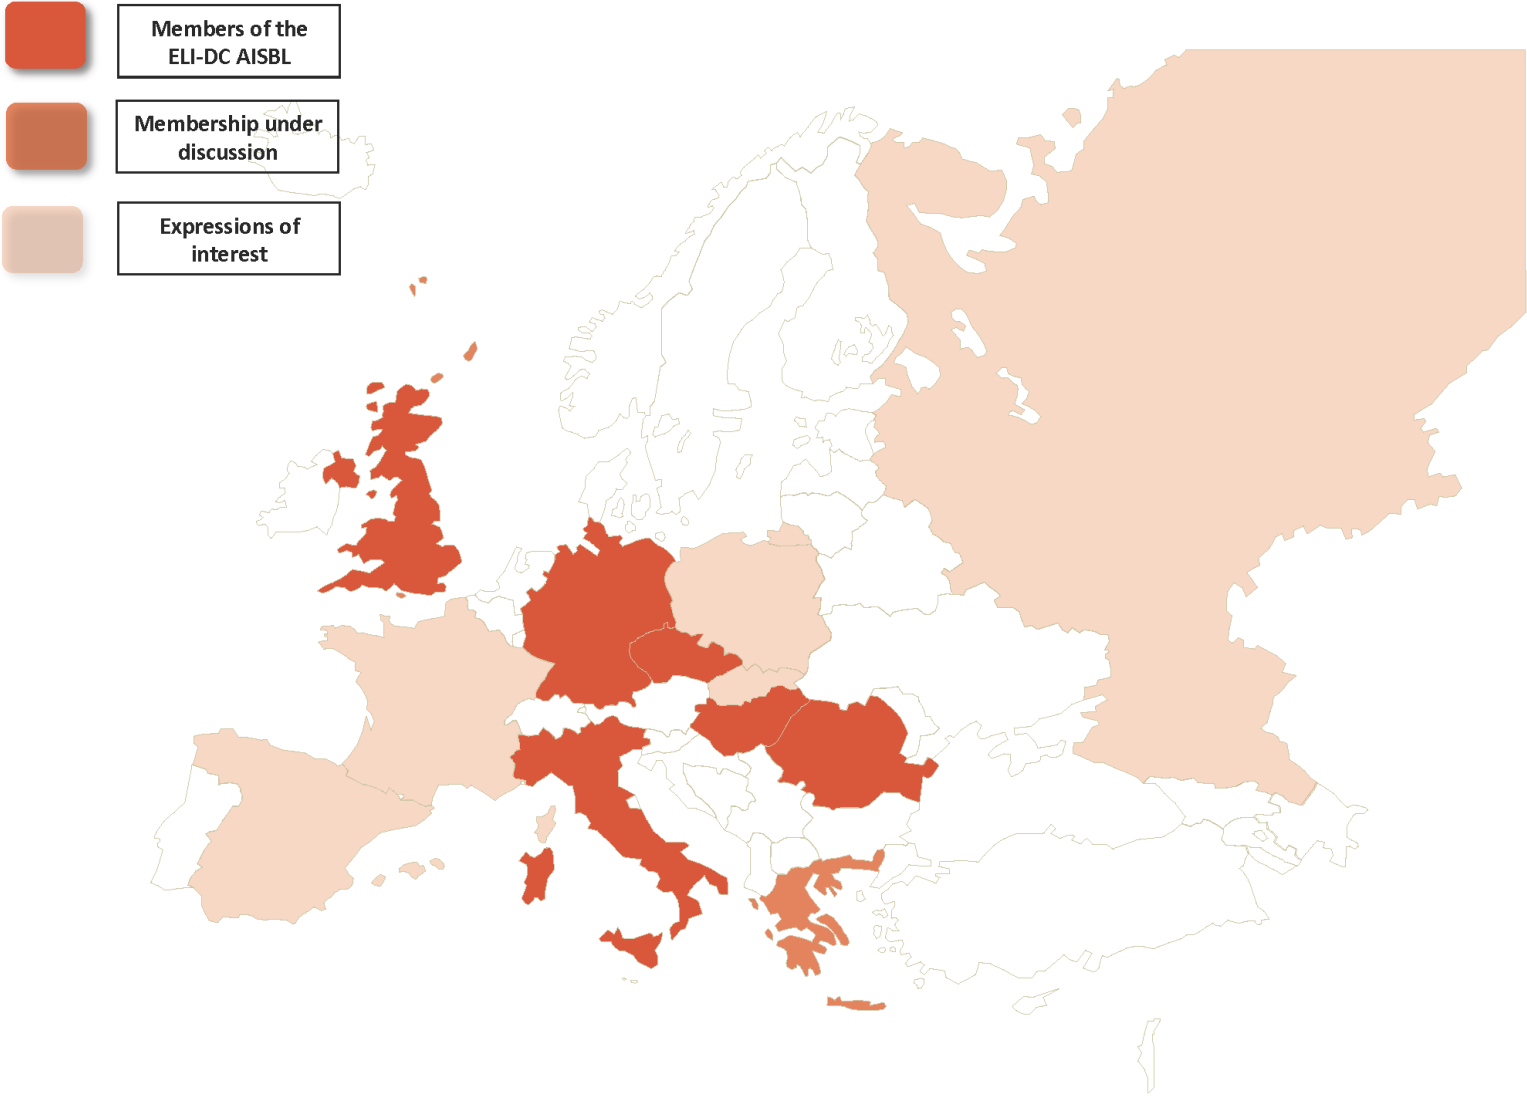 Members of the
ELI-DC AISBL
Membership under
discussion
Expressions of
interest